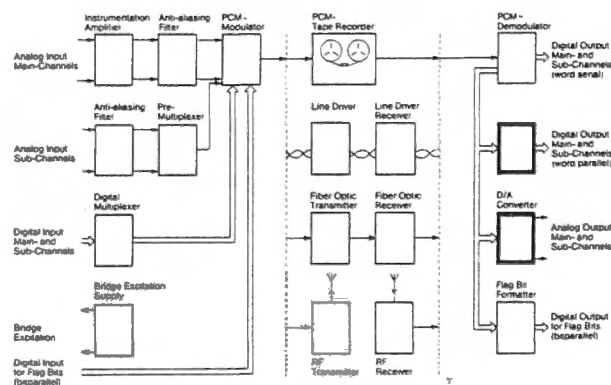 Instrumentation
Amplifier
Anti-aliasing
Filter
PCM-
Modulator
PCM-
Tape Recorder
PCM-
Demodulator
Analog Input
Main-Channels
Digital Output
Main- and
Sub-Channels
(word serial)
Anti-aliasing
Filter
Pre-
Multiplexer
Line Driver
Line Driver
Receiver
Analog Input
Sub-Channels
Digital Output
Main- and
Sub-Channels
(word parallel)
Digital
Multiplexer
Fiber Optic
Transmitter
Fiber Optic
Receiver
D/A
Converter
Digital Input
Main- and
Sub-Channels
Analog Output
Main- and
Sub-Channels
Bridge Exitation
Supply
Flag Bit
Formatter
Bridge
Exitation
Digital Output
for Flag Bits
(bitparallel)
Digital Input
for Flag Bits
(bitparallel)
RF
Transmitter
RF
Receiver